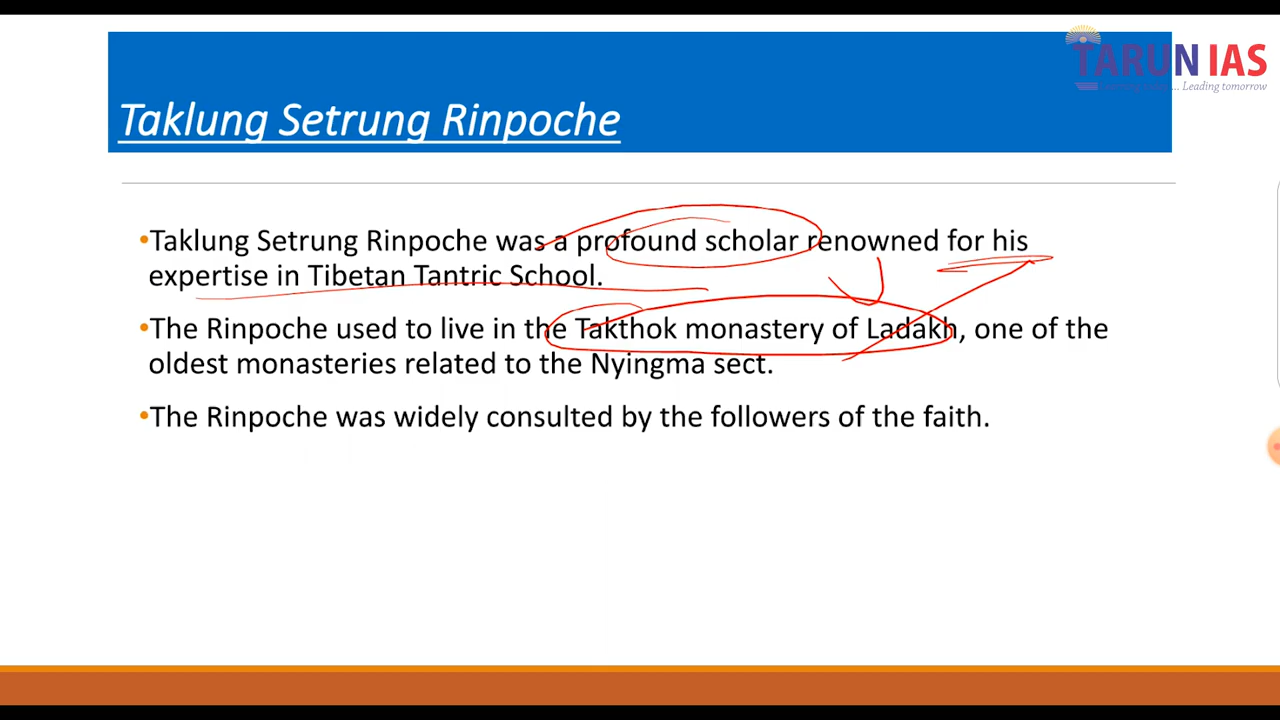 TARUN IAS
... Leading tomorrow
Taklung Setrung Rinpoche
•Taklung Setrung Rinpoche was a profound scholar renowned for his
expertise in Tibetan Tantric School.
•The Rinpoche used to live in the Takthok monastery of Ladakh, one of the
oldest monasteries related to the Nyingma sect.
•The Rinpoche was widely consulted by the followers of the faith.